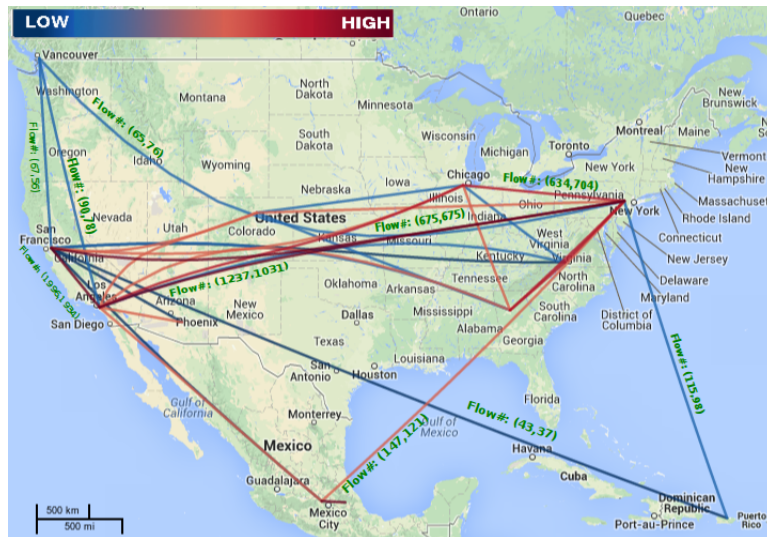 LOW
HIGH
Ontario
Quebec
Vancouver
Washington
Montana
North
Dakota
Minnesota
New
Brunswick
Montreal
Maine
Flow#: (65,76)
Flow#: (67,56)
Oregon
Idaho
Wyoming
South
Dakota
Wisconsin
Michigan
Toronto
New York
Vermont
New
Hampshire
Flow#: (90,78)
Nebraska
Iowa
Chicago
Illinois
Flow#: (634,704)
Pennsylvania
Ohio
Indiana
New York
Massachuset
Rhode Island
Connecticut
San
Francisco
Nevada
Utah
Colorado
United States
Kansas
Missouri
Flow#: (675,675)
West
Virginia
Kentucky
Virginia
New Jersey
Delaware
Maryland
District of
Columbia
California
Flow#: (1996,1934)
Los
Angeles
Flow#: (1237,1031)
Arizona
Phoenix
San Diego
New
Mexico
Oklahoma
Arkansas
Tennessee
North
Carolina
South
Carolina
Dallas
Mississippi
Alabama
Georgia
Texas
Louisiana
San
Antonio
Houston
Flow#: (115,98)
Gulf of
California
Monterrey
Florida
Flow#: (43,37)
Flow#: (147,121)
Gulf of
Mexico
Mexico
Havana
Cuba
Guadalajara
Mexico
City
Dominican
Republic
Port-au-Prince
Puerto
Rico
500 km
500 mi